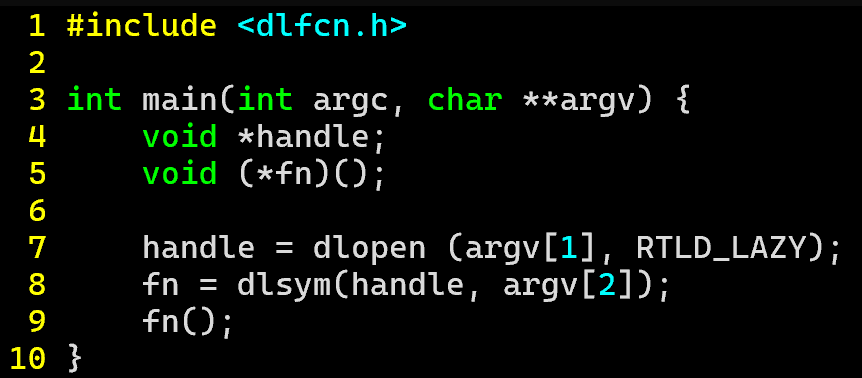 1 #include <dlfcn.h>
2
3 int main(int argc, char **argv) {
4     void *handle;
5     void (*fn)();
6
7     handle = dlopen (argv[1], RTLD_LAZY);
8     fn = dlsym(handle, argv[2]);
9     fn();
10 }